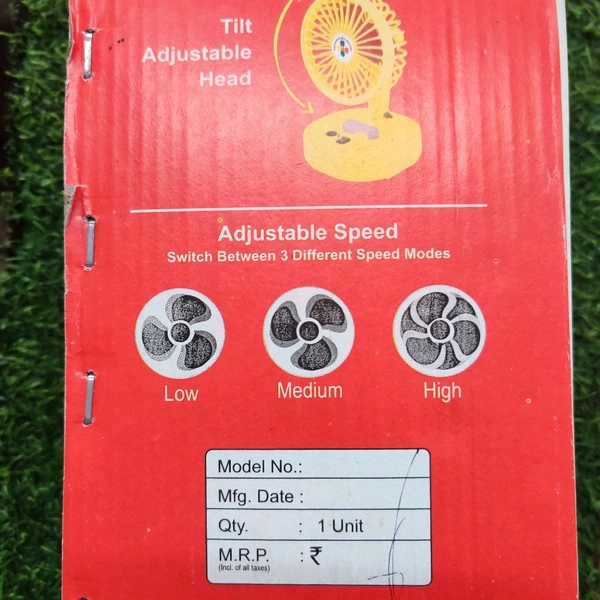 Tilt
Adjustable
Head
Adjustable Speed
Switch Between 3 Different Speed Modes
Low
Medium
High
Model No.:
Mfg. Date :
Qty. : 1 Unit
M.R.P. : ₹
(Incl. of all taxes)